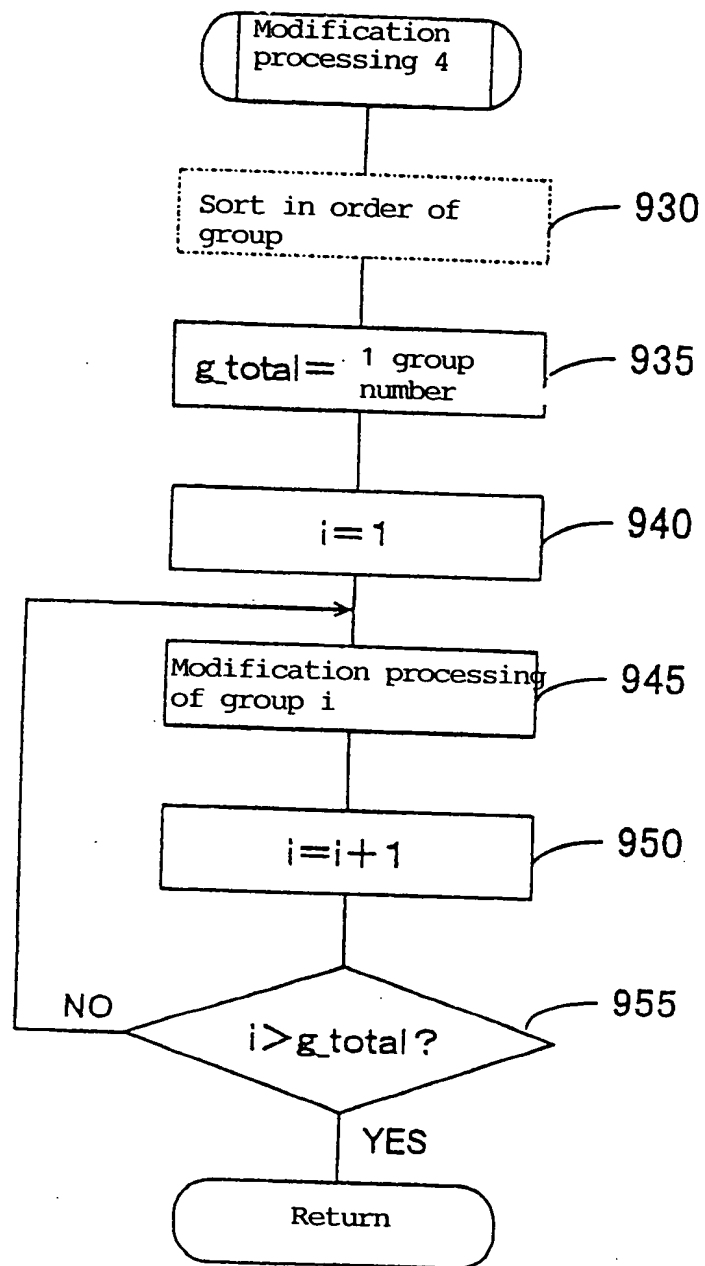 Modification
processing 4
Sort in order of
group
930
g_total= 1 group
number
935
i=1
940
Modification processing
of group i
945
i=i+1
950
i>g_total?
955
NO
YES
Return